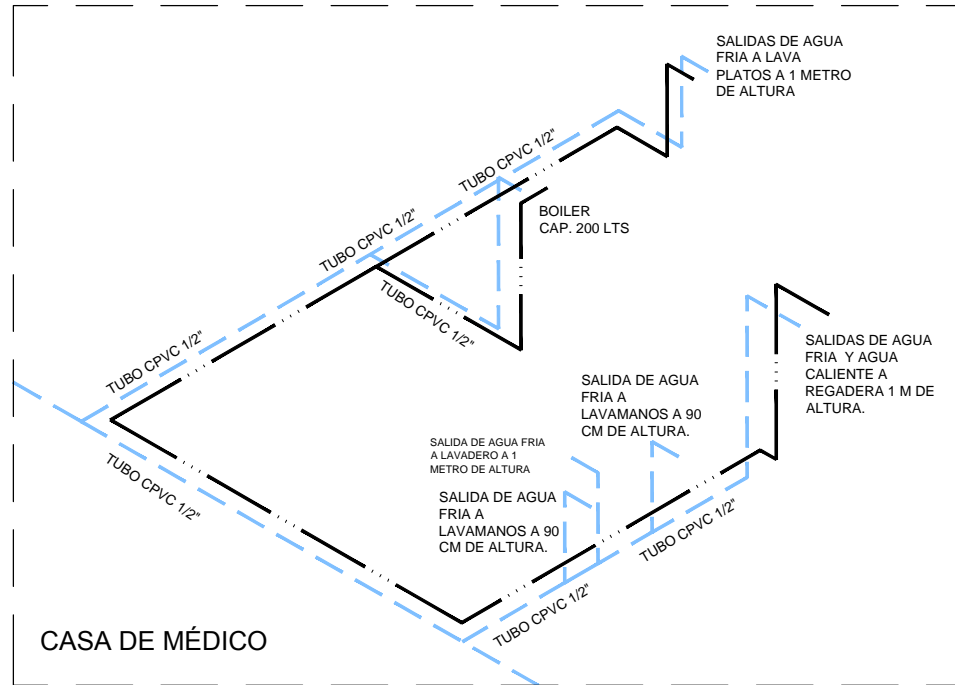 SALIDAS DE AGUA
FRIA A LAVA
PLATOS A 1 METRO
DE ALTURA
TUBO CPVC 1/2"
BOILER
CAP. 200 LTS
TUBO CPVC 1/2"
TUBO CPVC 1/2"
TUBO CPVC 1/2"
SALIDAS DE AGUA
FRIA Y AGUA
CALIENTE A
REGADERA 1 M DE
ALTURA.
SALIDA DE AGUA
FRIA A
LAVAMANOS A 90
CM DE ALTURA.
SALIDA DE AGUA FRIA
A LAVADERO A 1
METRO DE ALTURA
TUBO CPVC 1/2"
SALIDA DE AGUA
FRIA A
LAVAMANOS A 90
CM DE ALTURA.
TUBO CPVC 1/2"
TUBO CPVC 1/2"
CASA DE MÉDICO